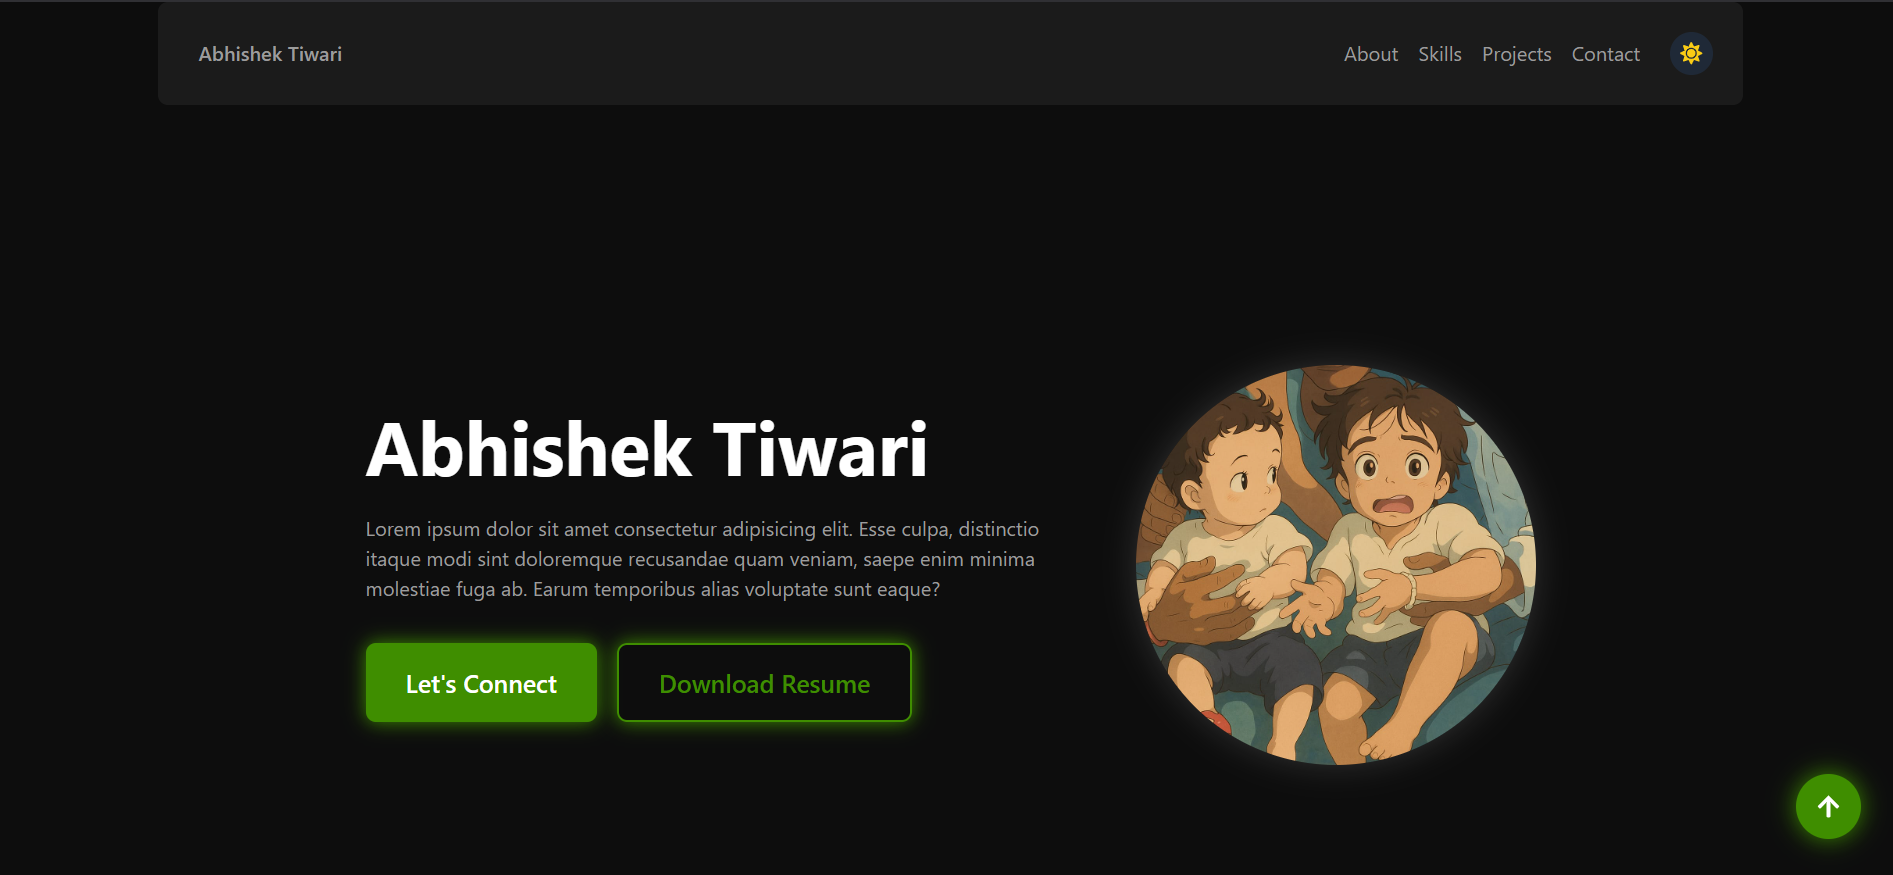 Abhishek Tiwari
About Skills Projects Contact
Abhishek Tiwari
Lorem ipsum dolor sit amet consectetur adipisicing elit. Esse culpa, distinctio
itaque modi sint doloremque recusandae quam veniam, saepe enim minima
molestiae fuga ab. Earum temporibus alias voluptate sunt eaque?
Let's Connect
Download Resume